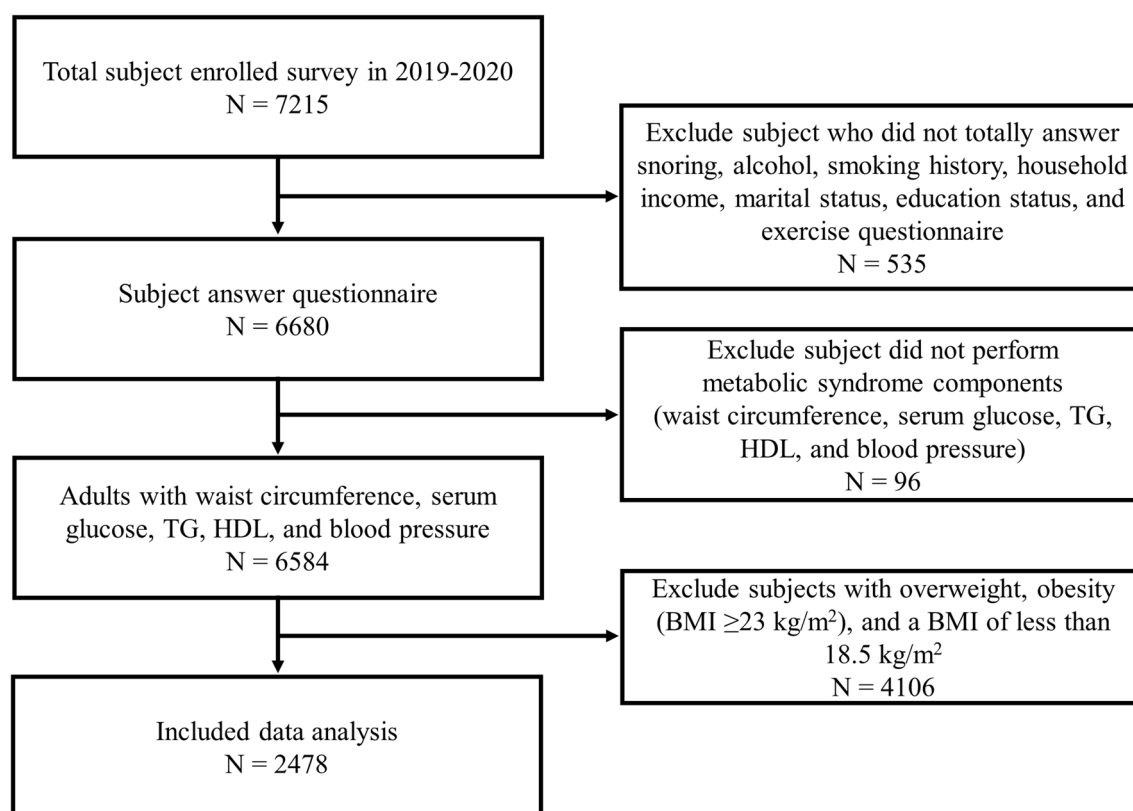 Total subject enrolled survey in 2019-2020
N = 7215
Exclude subject who did not totally answer
snoring, alcohol, smoking history, household
income, marital status, education status, and
exercise questionnaire
N = 535
Subject answer questionnaire
N = 6680
Exclude subject did not perform
metabolic syndrome components
(waist circumference, serum glucose, TG,
HDL, and blood pressure)
N = 96
Adults with waist circumference, serum
glucose, TG, HDL, and blood pressure
N = 6584
Exclude subjects with overweight, obesity
(BMI ≥23 kg/m²), and a BMI of less than
18.5 kg/m²
N = 4106
Included data analysis
N = 2478